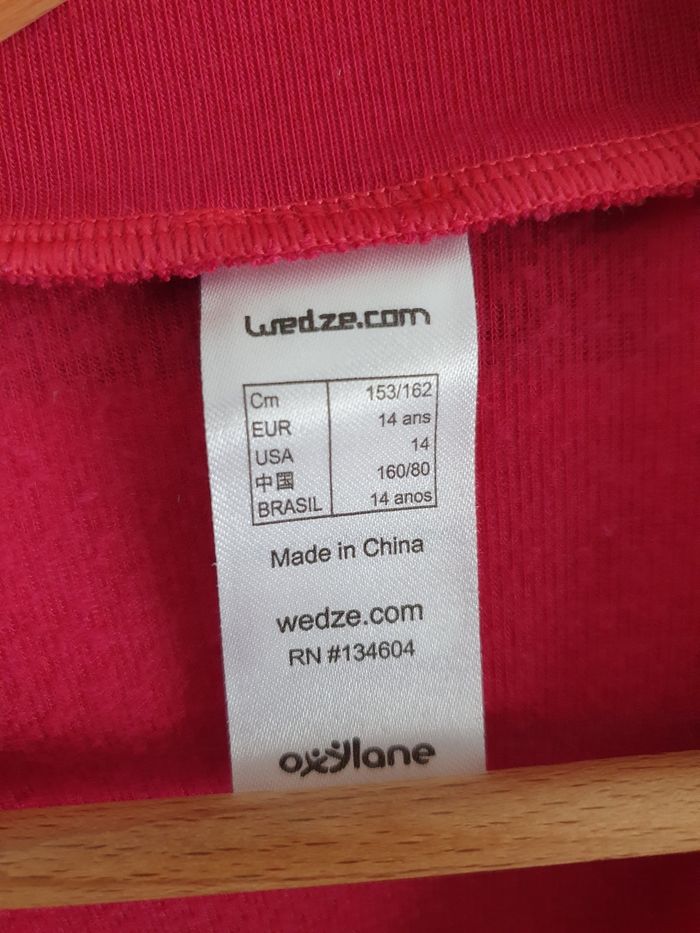 wedze.com
Cm 153/162
EUR 14 ans
USA 14
中国 160/80
BRASIL 14 anos
Made in China
wedze.com
RN #134604
oxylane